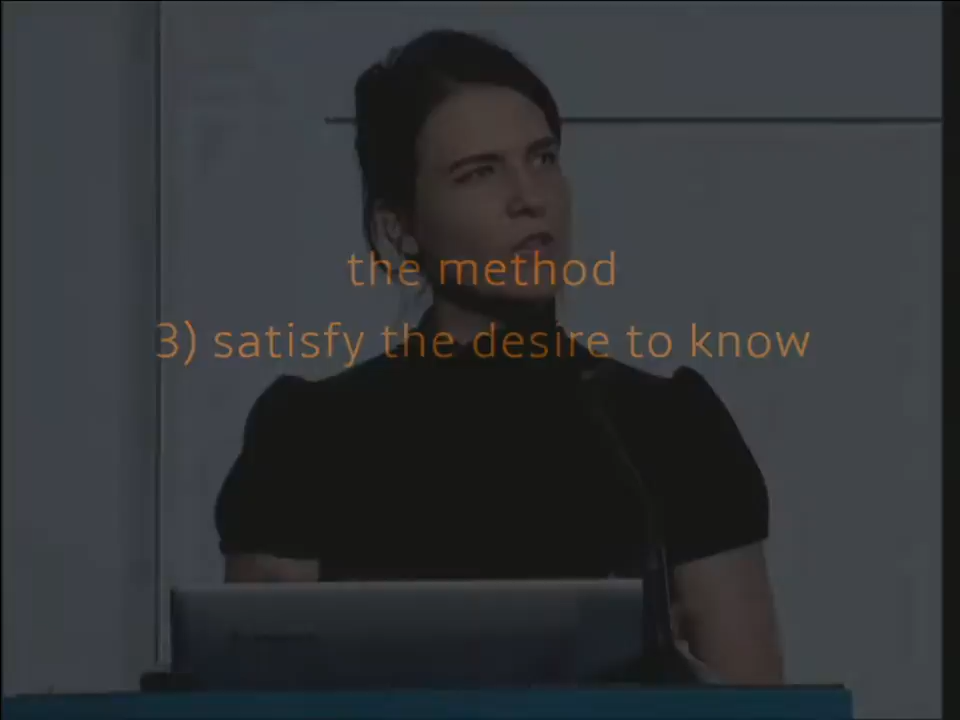 the method
3) satisfy the desire to know